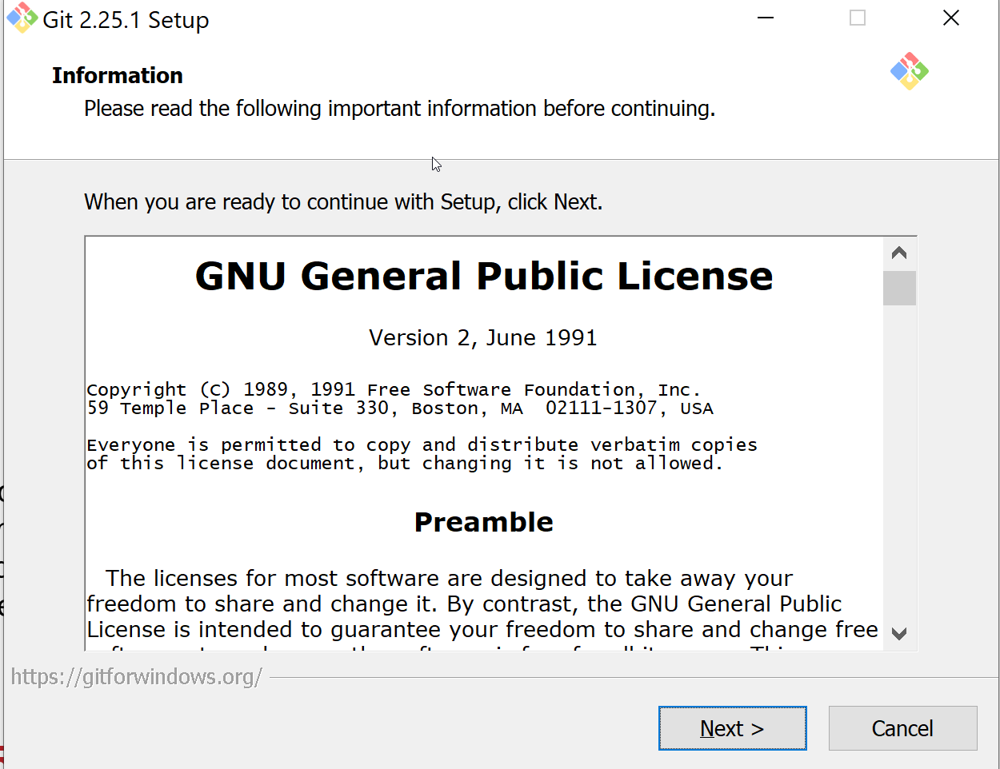 Git 2.25.1 Setup
Information
Please read the following important information before continuing.
When you are ready to continue with Setup, click Next.
GNU General Public License
Version 2, June 1991
Copyright (C) 1989, 1991 Free Software Foundation, Inc.
59 Temple Place - Suite 330, Boston, MA  02111-1307, USA
Everyone is permitted to copy and distribute verbatim copies
of this license document, but changing it is not allowed.
Preamble
The licenses for most software are designed to take away your
freedom to share and change it. By contrast, the GNU General Public
License is intended to guarantee your freedom to share and change free
https://gitforwindows.org/
Next >
Cancel